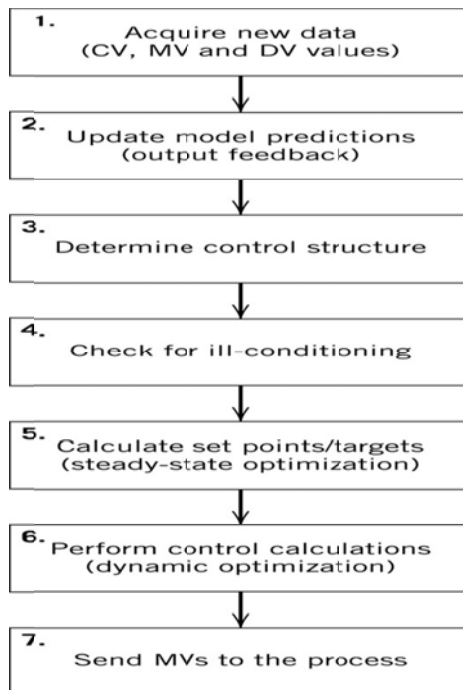 1.
Acquire new data
(CV, MV and DV values)
2.
Update model predictions
(output feedback)
3.
Determine control structure
4.
Check for ill-conditioning
5.
Calculate set points/targets
(steady-state optimization)
6.
Perform control calculations
(dynamic optimization)
7.
Send MVs to the process